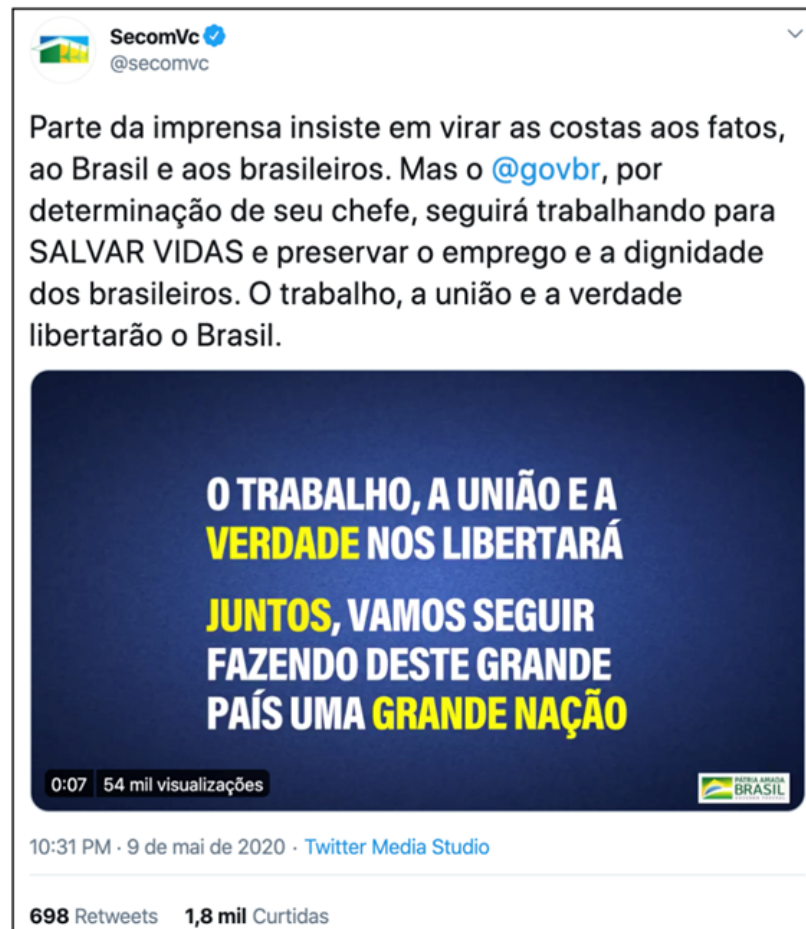 SecomVc
@secomvc
Parte da imprensa insiste em virar as costas aos fatos,
ao Brasil e aos brasileiros. Mas o @govbr, por
determinação de seu chefe, seguirá trabalhando para
SALVAR VIDAS e preservar o emprego e a dignidade
dos brasileiros. O trabalho, a união e a verdade
libertarão o Brasil.
O TRABALHO, A UNIÃO E A
VERDADE NOS LIBERTARÁ
JUNTOS, VAMOS SEGUIR
FAZENDO DESTE GRANDE
PAÍS UMA GRANDE NAÇÃO
0:07 54 mil visualizações
PÁTRIA AMADA
BRASIL
10:31 PM · 9 de mai de 2020 · Twitter Media Studio
698 Retweets 1,8 mil Curtidas